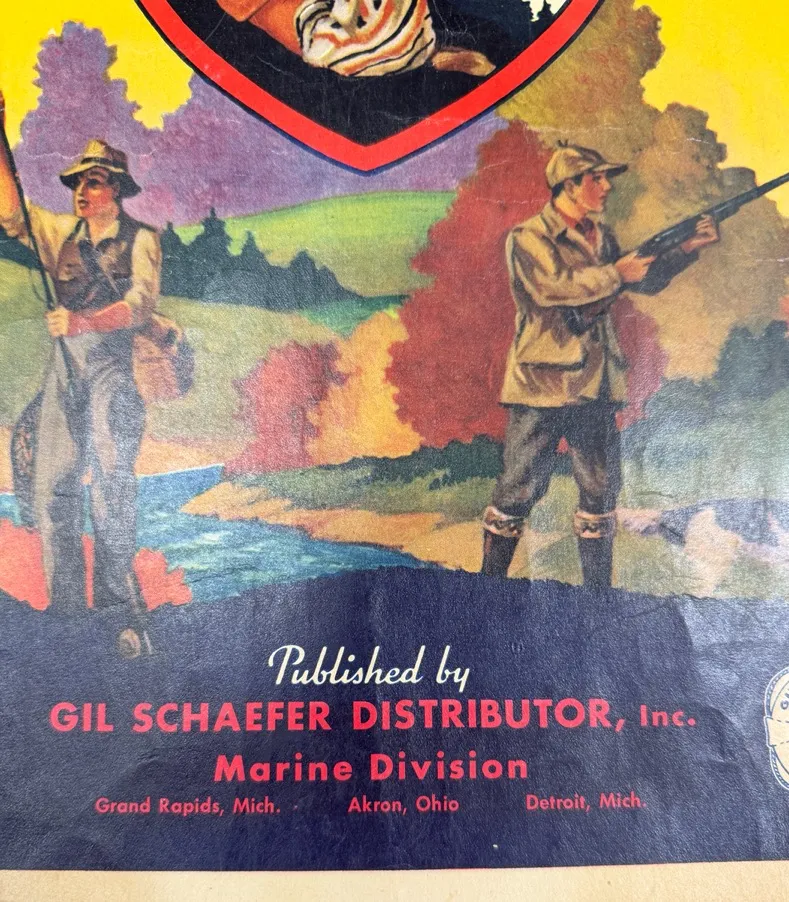 Published by
GIL SCHAEFER DISTRIBUTOR, Inc.
Marine Division
Grand Rapids, Mich. Akron, Ohio Detroit, Mich.